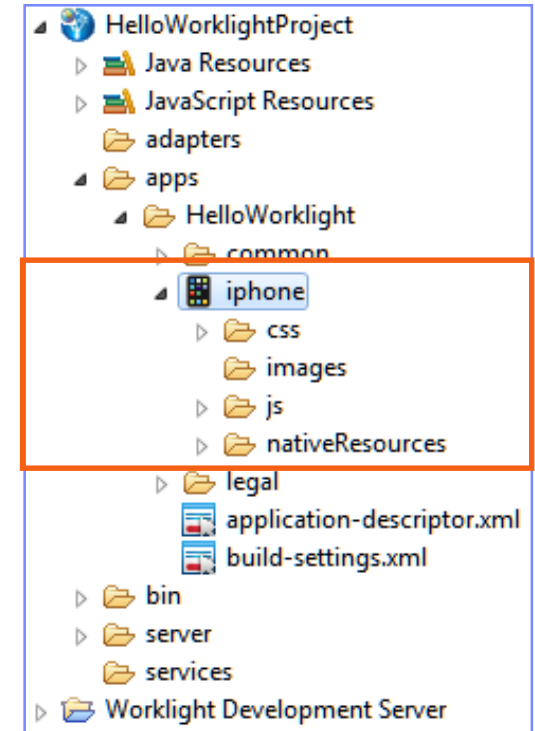 HelloWorklightProject
Java Resources
JavaScript Resources
adapters
apps
HelloWorklight
common
iphone
css
images
js
nativeResources
legal
application-descriptor.xml
build-settings.xml
bin
server
services
Worklight Development Server